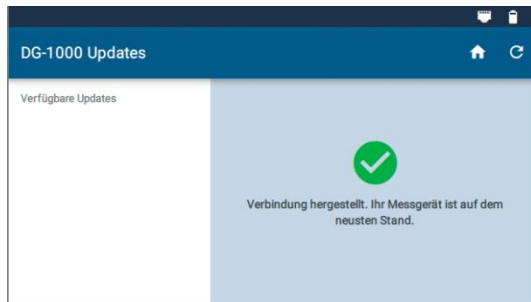 DG-1000 Updates
Verfügbare Updates
Verbindung hergestellt. Ihr Messgerät ist auf dem
neusten Stand.